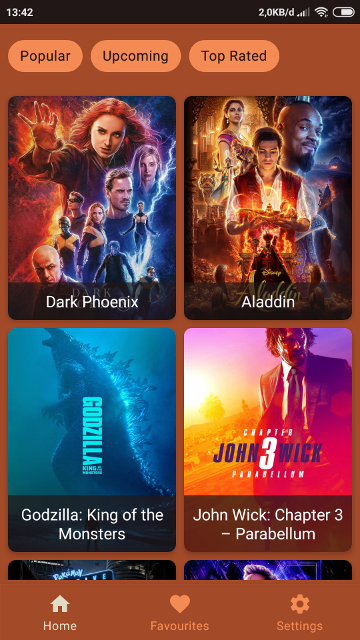 13:42
2,0KB/d
Popular
Upcoming
Top Rated
DARK
Dark Phoenix
Disney
Aladdin
Aladdin
GODZILLA
KING OF THE
MONSTERS
Godzilla: King of the
Monsters
CHAPTER
JOHN WICK
3
PARABELLUM
John Wick: Chapter 3
– Parabellum
POKÉMON
Home
Favourites
Settings